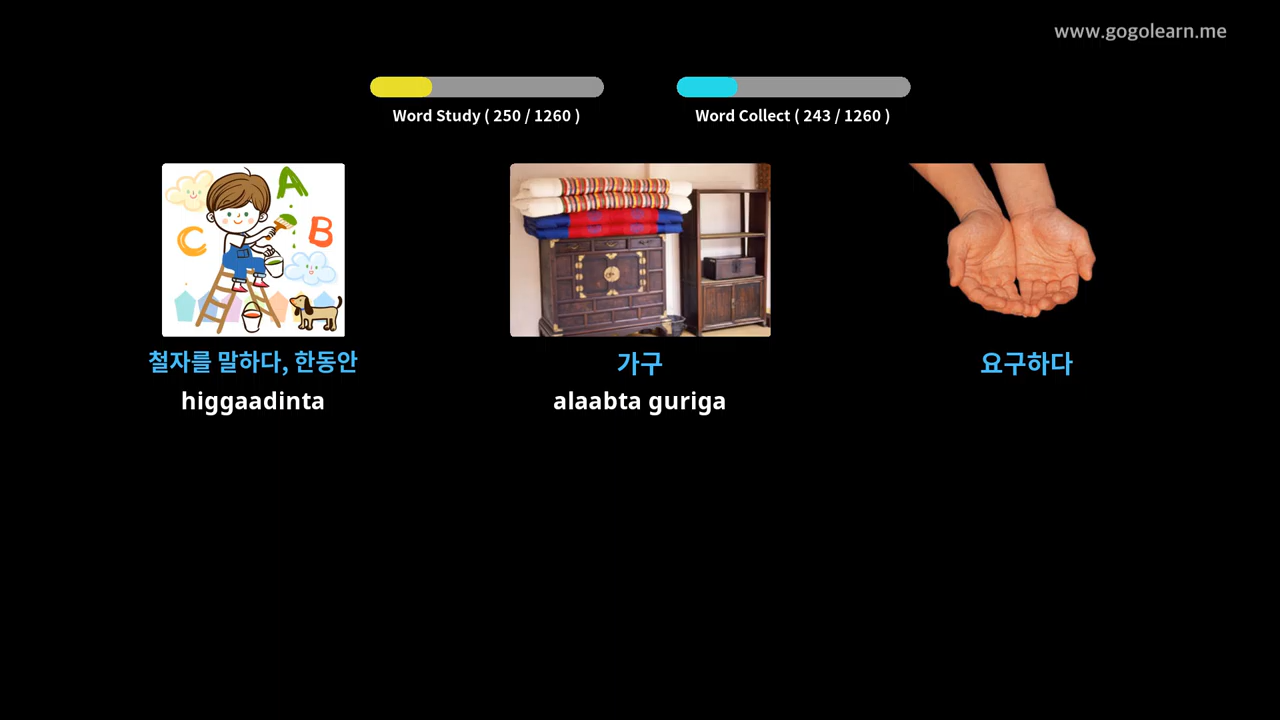 www.gogolearn.me
Word Study ( 250 / 1260 )
Word Collect ( 243 / 1260 )
A
B
C
철자를 말하다, 한동안
higgaadinta
가구
alaabta guriga
요구하다